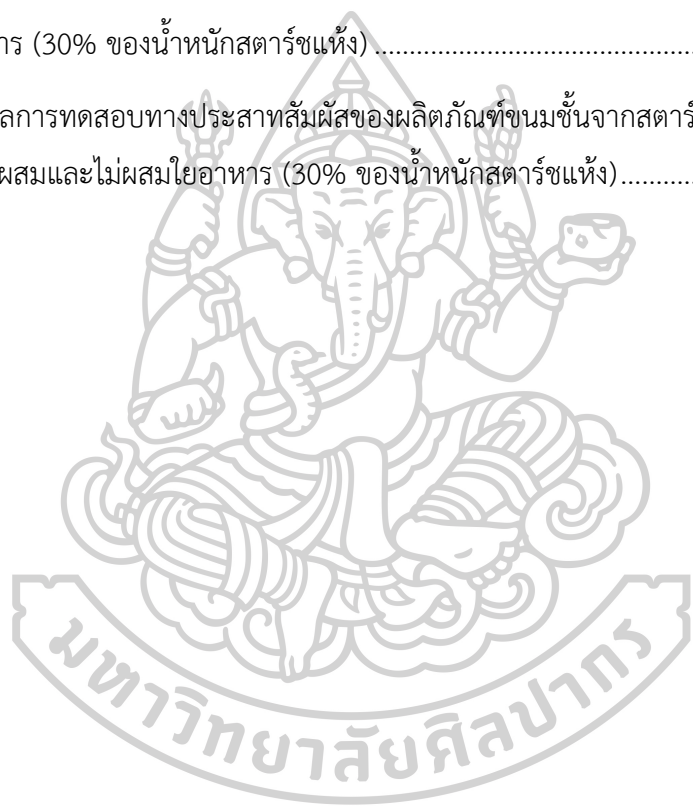 าร (30% ของน้ำหนักสตาร์ชแห้ง)......................................
ลการทดสอบทางประสาทสัมผัสของผลิตภัณฑ์ขนมชั้นจากสตาร์
ผสมและไม่ผสมใยอาหาร (30% ของน้ำหนักสตาร์ชแห้ง)...........
มหาวิทยาลัยศิลปากร